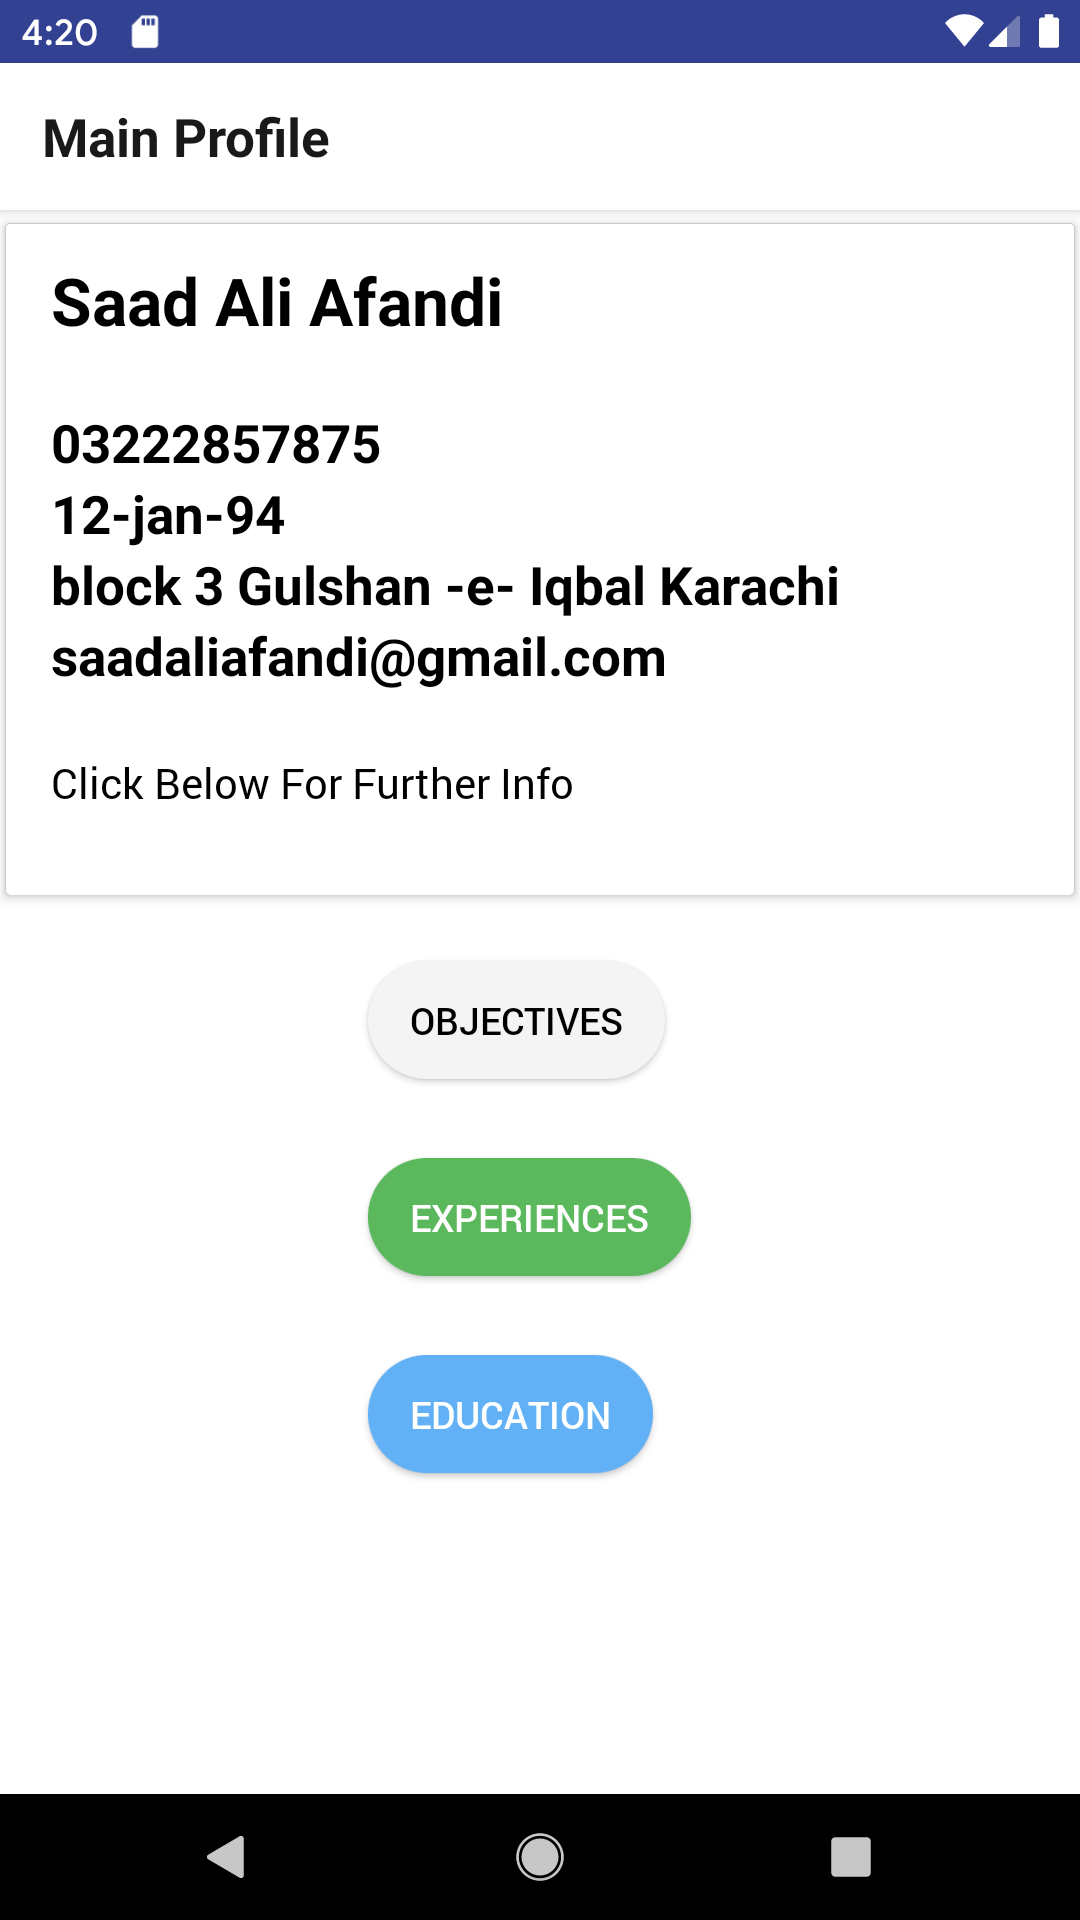 4:20
Main Profile
Saad Ali Afandi
03222857875
12-jan-94
block 3 Gulshan -e- Iqbal Karachi
saadaliafandi@gmail.com
Click Below For Further Info
OBJECTIVES
EXPERIENCES
EDUCATION